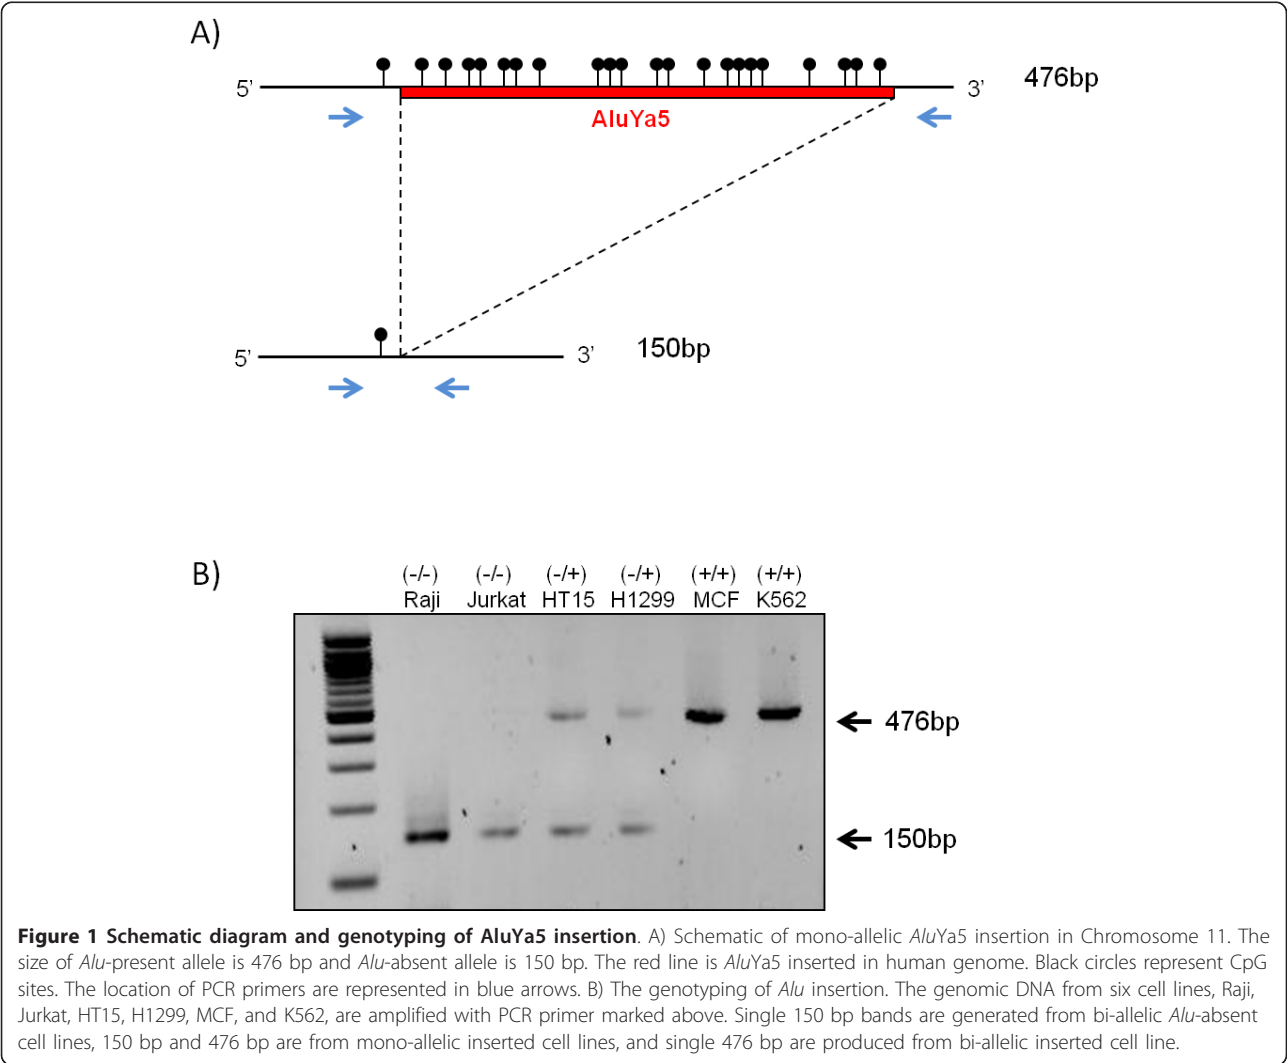 A)
5’ 3’ 476bp
AluYa5
5’ 3’ 150bp
B)
(-/-) (-/-) (-/+) (-/+) (+/+) (+/+)
Raji Jurkat HT15 H1299 MCF K562
476bp
150bp
Figure 1 Schematic diagram and genotyping of AluYa5 insertion. A) Schematic of mono-allelic AluYa5 insertion in Chromosome 11. The
size of Alu-present allele is 476 bp and Alu-absent allele is 150 bp. The red line is AluYa5 inserted in human genome. Black circles represent CpG
sites. The location of PCR primers are represented in blue arrows. B) The genotyping of Alu insertion. The genomic DNA from six cell lines, Raji,
Jurkat, HT15, H1299, MCF, and K562, are amplified with PCR primer marked above. Single 150 bp bands are generated from bi-allelic Alu-absent
cell lines, 150 bp and 476 bp are from mono-allelic inserted cell lines, and single 476 bp are produced from bi-allelic inserted cell line.